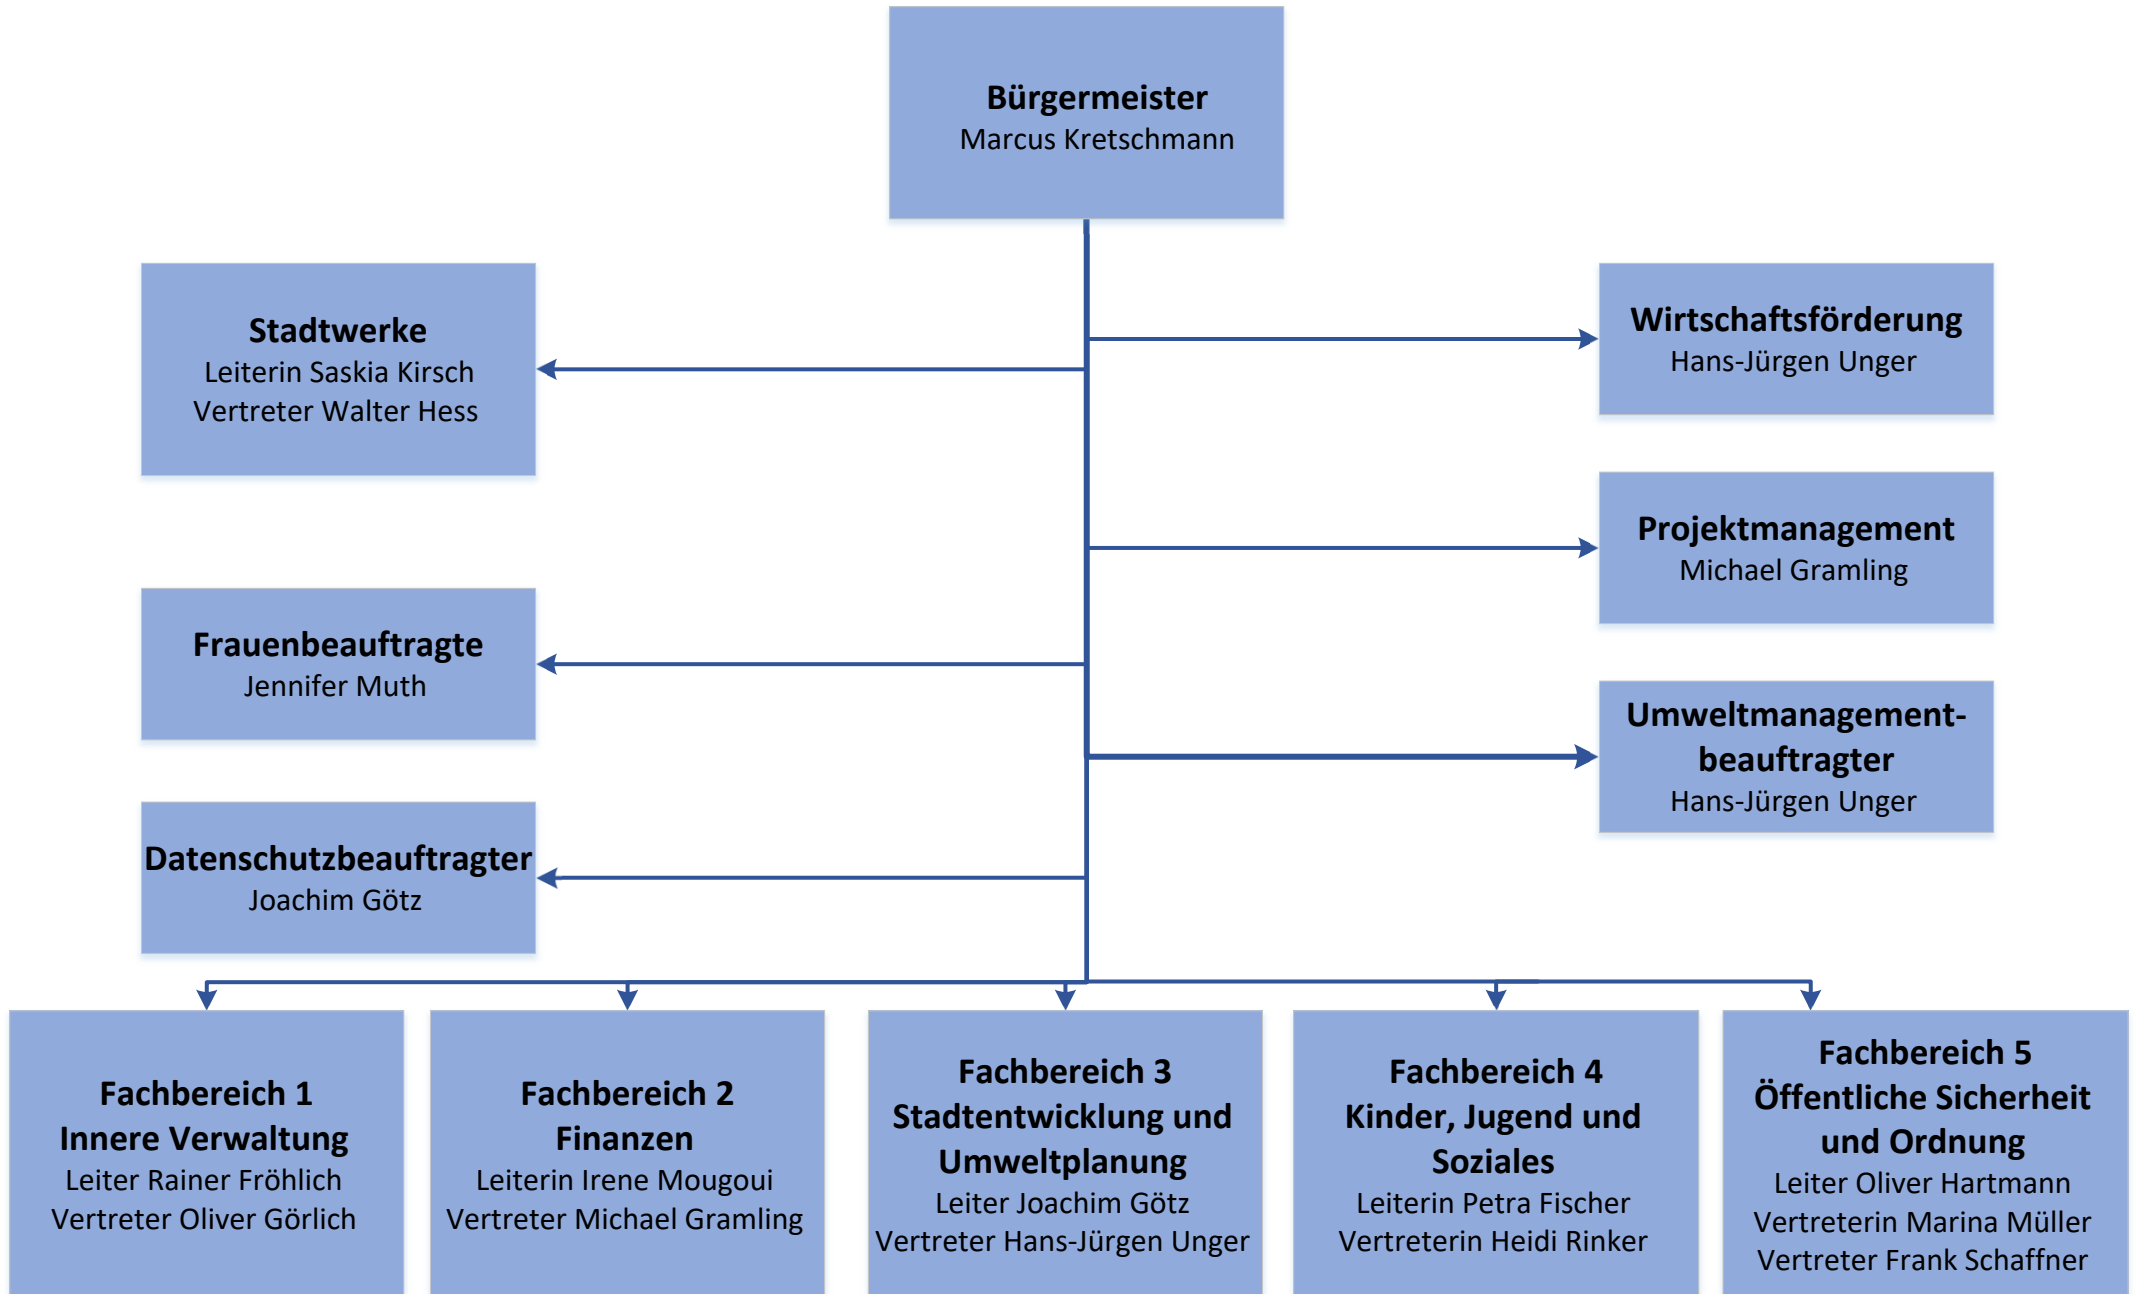 Bürgermeister
Marcus Kretschmann
Stadtwerke
Leiterin Saskia Kirsch
Vertreter Walter Hess
Wirtschaftsförderung
Hans-Jürgen Unger
Projektmanagement
Michael Gramling
Frauenbeauftragte
Jennifer Muth
Umweltmanagement-
beauftragter
Hans-Jürgen Unger
Datenschutzbeauftragter
Joachim Götz
Fachbereich 1
Innere Verwaltung
Leiter Rainer Fröhlich
Vertreter Oliver Görlich
Fachbereich 2
Finanzen
Leiterin Irene Mougoui
Vertreter Michael Gramling
Fachbereich 3
Stadtentwicklung und
Umweltplanung
Leiter Joachim Götz
Vertreter Hans-Jürgen Unger
Fachbereich 4
Kinder, Jugend und
Soziales
Leiterin Petra Fischer
Vertreterin Heidi Rinker
Fachbereich 5
Öffentliche Sicherheit
und Ordnung
Leiter Oliver Hartmann
Vertreterin Marina Müller
Vertreter Frank Schaffner